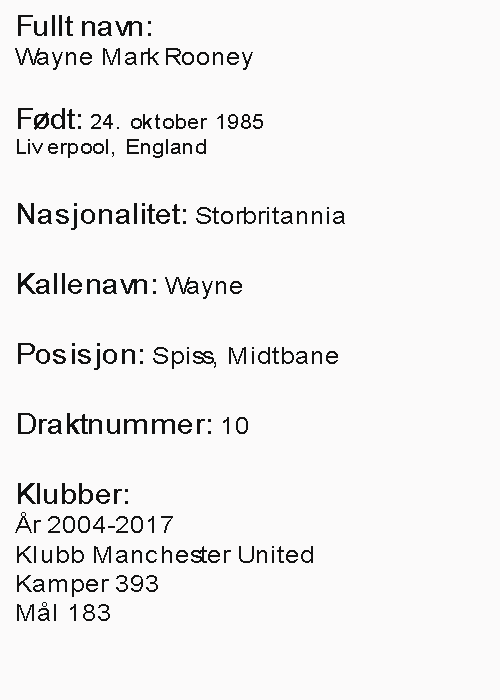 Fullt navn:
Wayne Mark Rooney
Født: 24. oktober 1985
Liverpool, England
Nasjonalitet: Storbritannia
Kallenavn: Wayne
Posisjon: Spiss, Midtbane
Draktnummer: 10
Klubber:
År 2004-2017
Klubb Manchester United
Kamper 393
Mål 183